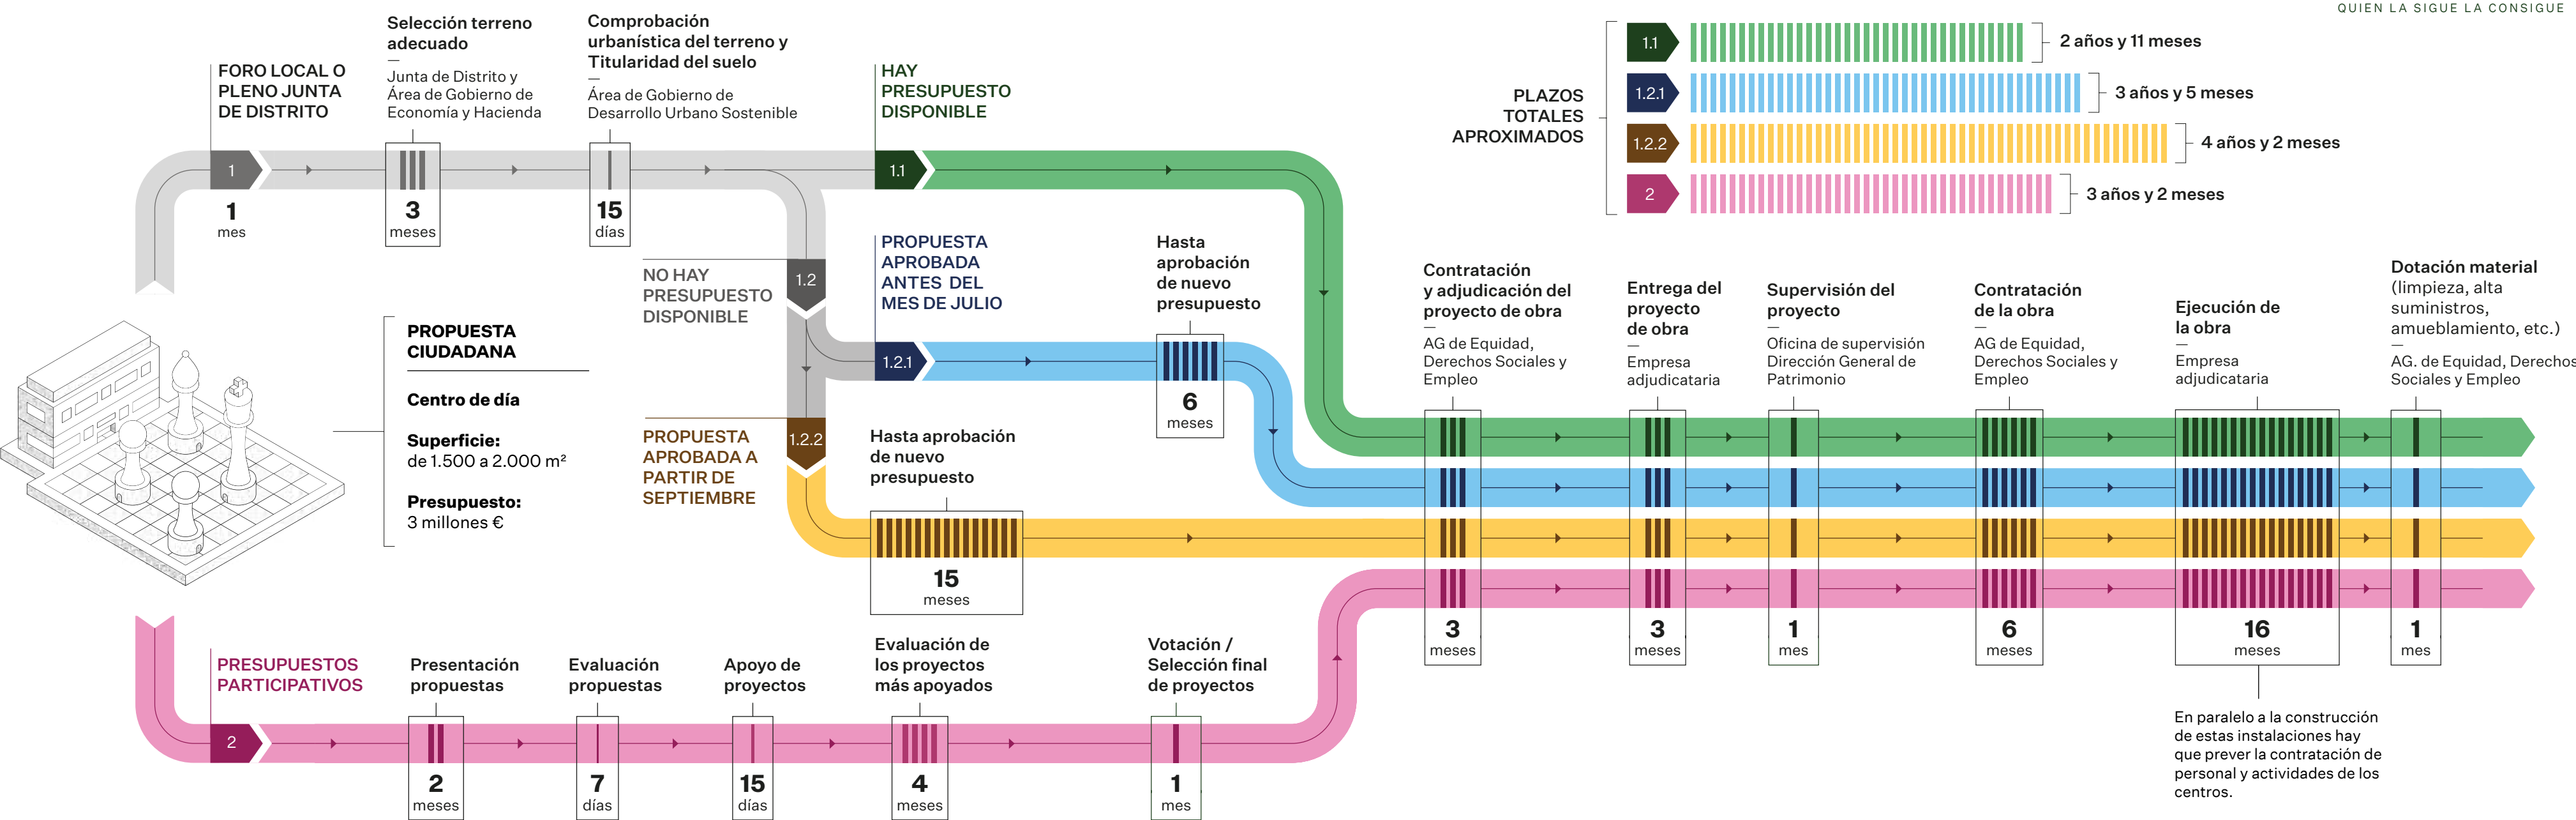 QUIEN LA SIGUE LA CONSIGUE
FORO LOCAL O
PLENO JUNTA
DE DISTRITO
1
1
mes
Selección terreno
adecuado
—
Junta de Distrito y
Área de Gobierno de
Economía y Hacienda
3
meses
Comprobación
urbanística del terreno y
Titularidad del suelo
—
Área de Gobierno de
Desarrollo Urbano Sostenible
15
días
HAY
PRESUPUESTO
DISPONIBLE
1.1
PLAZOS
TOTALES
APROXIMADOS
1.1
2 años y 11 meses
1.2.1
3 años y 5 meses
1.2.2
4 años y 2 meses
2
3 años y 2 meses
NO HAY
PRESUPUESTO
DISPONIBLE
1.2
PROPUESTA
APROBADA
ANTES DEL
MES DE JULIO
1.2.1
Hasta
aprobación
de nuevo
presupuesto
6
meses
PROPUESTA
CIUDADANA
Centro de día
Superficie:
de 1.500 a 2.000 m²
Presupuesto:
3 millones €
PROPUESTA
APROBADA A
PARTIR DE
SEPTIEMBRE
1.2.2
Hasta aprobación
de nuevo
presupuesto
15
meses
Contratación
y adjudicación del
proyecto de obra
—
AG de Equidad,
Derechos Sociales y
Empleo
3
meses
Entrega del
proyecto
de obra
—
Empresa
adjudicataria
3
meses
Supervisión del
proyecto
—
Oficina de supervisión
Dirección General de
Patrimonio
1
mes
Contratación
de la obra
—
AG de Equidad,
Derechos Sociales y
Empleo
6
meses
Ejecución de
la obra
—
Empresa
adjudicataria
16
meses
En paralelo a la construcción
de estas instalaciones hay
que prever la contratación de
personal y actividades de los
centros.
Dotación material
(limpieza, alta
suministros,
amueblamiento, etc.)
—
AG. de Equidad, Derechos
Sociales y Empleo
1
mes
PRESUPUESTOS
PARTICIPATIVOS
2
Presentación
propuestas
2
meses
Evaluación
propuestas
7
días
Apoyo de
proyectos
15
días
Evaluación de
los proyectos
más apoyados
4
meses
Votación /
Selección final
de proyectos
1
mes